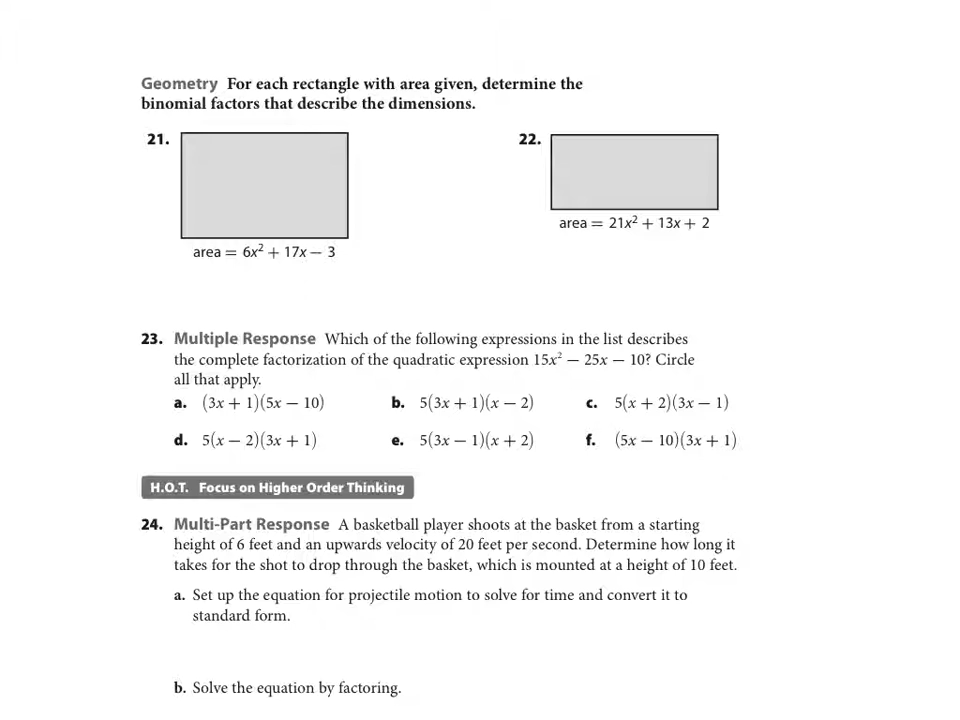 Geometry For each rectangle with area given, determine the
binomial factors that describe the dimensions.
21.
22.
area = 21x² + 13x + 2
area = 6x² + 17x − 3
23. Multiple Response Which of the following expressions in the list describes
the complete factorization of the quadratic expression 15x² − 25x − 10? Circle
all that apply.
a. (3x + 1)(5x − 10) b. 5(3x + 1)(x − 2) c. 5(x + 2)(3x − 1)
d. 5(x − 2)(3x + 1) e. 5(3x − 1)(x + 2) f. (5x − 10)(3x + 1)
H.O.T. Focus on Higher Order Thinking
24. Multi-Part Response A basketball player shoots at the basket from a starting
height of 6 feet and an upwards velocity of 20 feet per second. Determine how long it
takes for the shot to drop through the basket, which is mounted at a height of 10 feet.
a. Set up the equation for projectile motion to solve for time and convert it to
standard form.
b. Solve the equation by factoring.